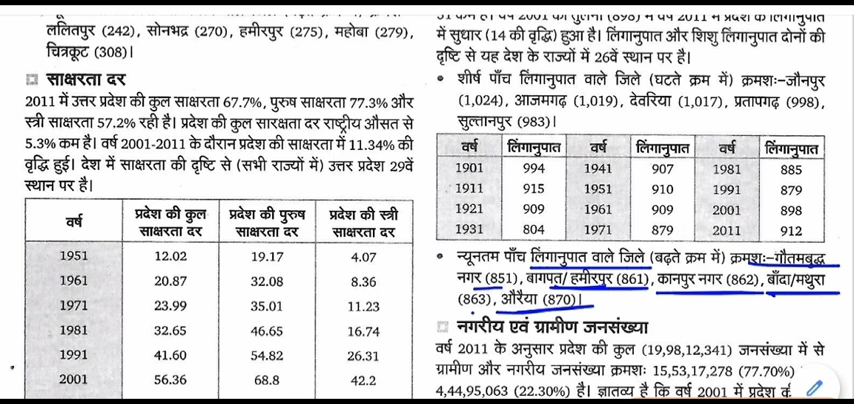 ललितपुर (242), सोनभद्र (270), हमीरपुर (275), महोबा (279),
चित्रकूट (308)।
साक्षरता दर
2011 में उत्तर प्रदेश की कुल साक्षरता 67.7%, पुरुष साक्षरता 77.3% और
स्त्री साक्षरता 57.2% रही है। प्रदेश की कुल सारक्षता दर राष्ट्रीय औसत से
5.3% कम है। वर्ष 2001-2011 के दौरान प्रदेश की साक्षरता में 11.34% की
वृद्धि हुई। देश में साक्षरता की दृष्टि से (सभी राज्यों में) उत्तर प्रदेश 29वें
स्थान पर है।
वर्ष प्रदेश की कुल साक्षरता दर प्रदेश की पुरुष साक्षरता दर प्रदेश की स्त्री साक्षरता दर
1951 12.02 19.17 4.07
1961 20.87 32.08 8.36
1971 23.99 35.01 11.23
1981 32.65 46.65 16.74
1991 41.60 54.82 26.31
2001 56.36 68.8 42.2
31 कम है। वर्ष 2001 की तुलना (898) में वर्ष 2011 में प्रदेश के लिंगानुपात
में सुधार (14 की वृद्धि) हुआ है। लिंगानुपात और शिशु लिंगानुपात दोनों की
दृष्टि से यह देश के राज्यों में 26वें स्थान पर है।
• शीर्ष पाँच लिंगानुपात वाले जिले (घटते क्रम में) क्रमशः-जौनपुर
(1,024), आजमगढ़ (1,019), देवरिया (1,017), प्रतापगढ़ (998),
सुल्तानपुर (983)।
वर्ष लिंगानुपात वर्ष लिंगानुपात वर्ष लिंगानुपात
1901 994 1941 907 1981 885
1911 915 1951 910 1991 879
1921 909 1961 909 2001 898
1931 804 1971 879 2011 912
• न्यूनतम पाँच लिंगानुपात वाले जिले (बढ़ते क्रम में) क्रमशः-गौतमबुद्ध
नगर (851), बागपत/हमीरपुर (861), कानपुर नगर (862), बाँदा/मथुरा
(863), औरैया (870)।
नगरीय एवं ग्रामीण जनसंख्या
वर्ष 2011 के अनुसार प्रदेश की कुल (19,98,12,341) जनसंख्या में से
ग्रामीण और नगरीय जनसंख्या क्रमशः 15,53,17,278 (77.70%)
4,44,95,063 (22.30%) है। ज्ञातव्य है कि वर्ष 2001 में प्रदेश